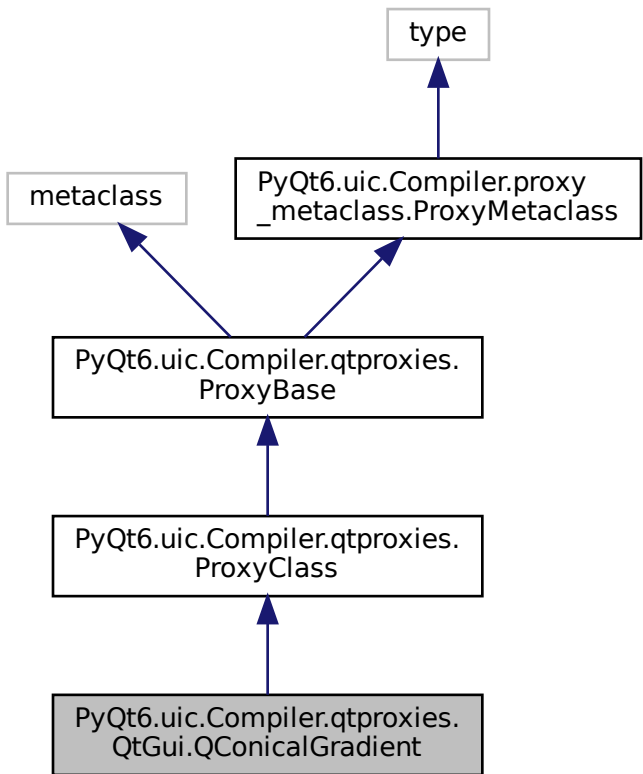 type
metaclass
PyQt6.uic.Compiler.proxy
_metaclass.ProxyMetaclass
PyQt6.uic.Compiler.qtproxies.
ProxyBase
PyQt6.uic.Compiler.qtproxies.
ProxyClass
PyQt6.uic.Compiler.qtproxies.
QtGui.QConicalGradient